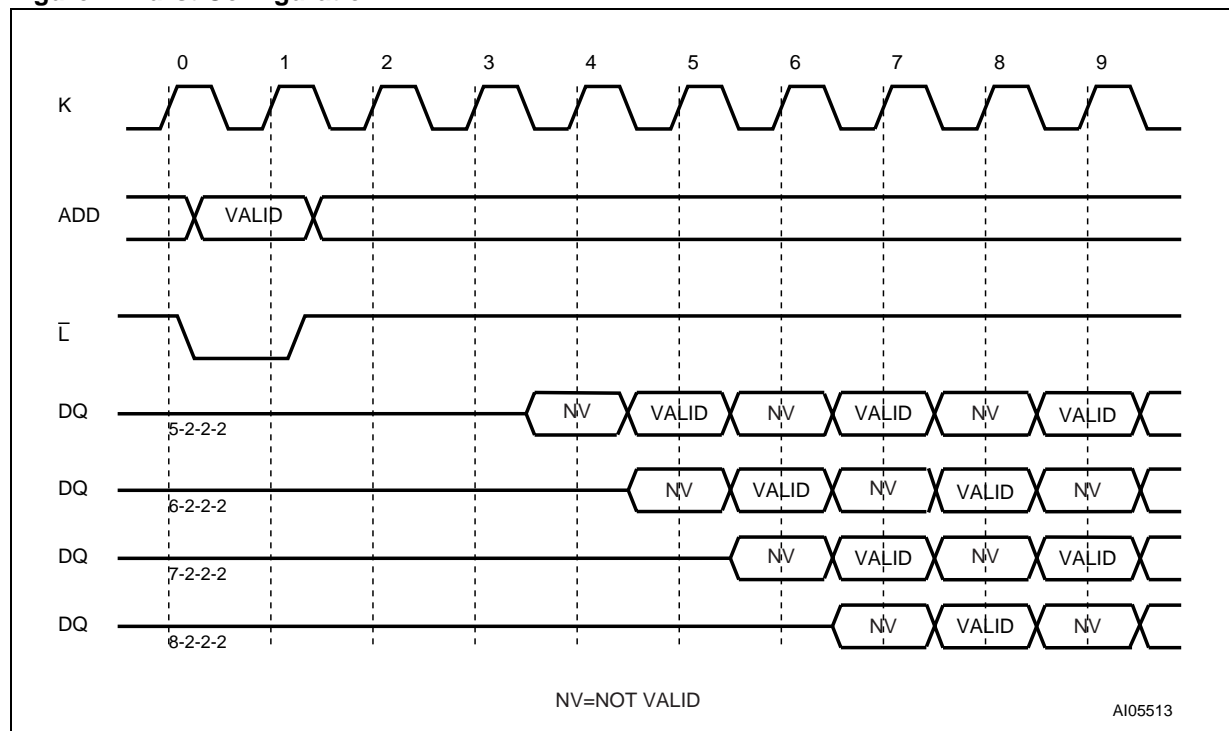 0 1 2 3 4 5 6 7 8 9
K
ADD VALID
L̅
DQ NV VALID NV VALID NV VALID
5-2-2-2
DQ NV VALID NV VALID NV
6-2-2-2
DQ NV VALID NV VALID
7-2-2-2
DQ NV VALID NV
8-2-2-2
NV=NOT VALID
AI05513